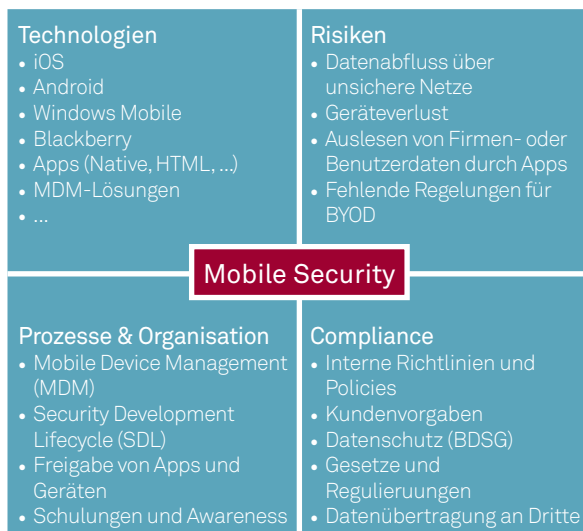 Technologien
• iOS
• Android
• Windows Mobile
• Blackberry
• Apps (Native, HTML, ...)
• MDM-Lösungen
• ...
Risiken
• Datenabfluss über
unsichere Netze
• Geräteverlust
• Auslesen von Firmen- oder
Benutzerdaten durch Apps
• Fehlende Regelungen für
BYOD
Mobile Security
Prozesse & Organisation
• Mobile Device Management
(MDM)
• Security Development
Lifecycle (SDL)
• Freigabe von Apps und
Geräten
• Schulungen und Awareness
Compliance
• Interne Richtlinien und
Policies
• Kundenvorgaben
• Datenschutz (BDSG)
• Gesetze und
Regulieruungen
• Datenübertragung an Dritte